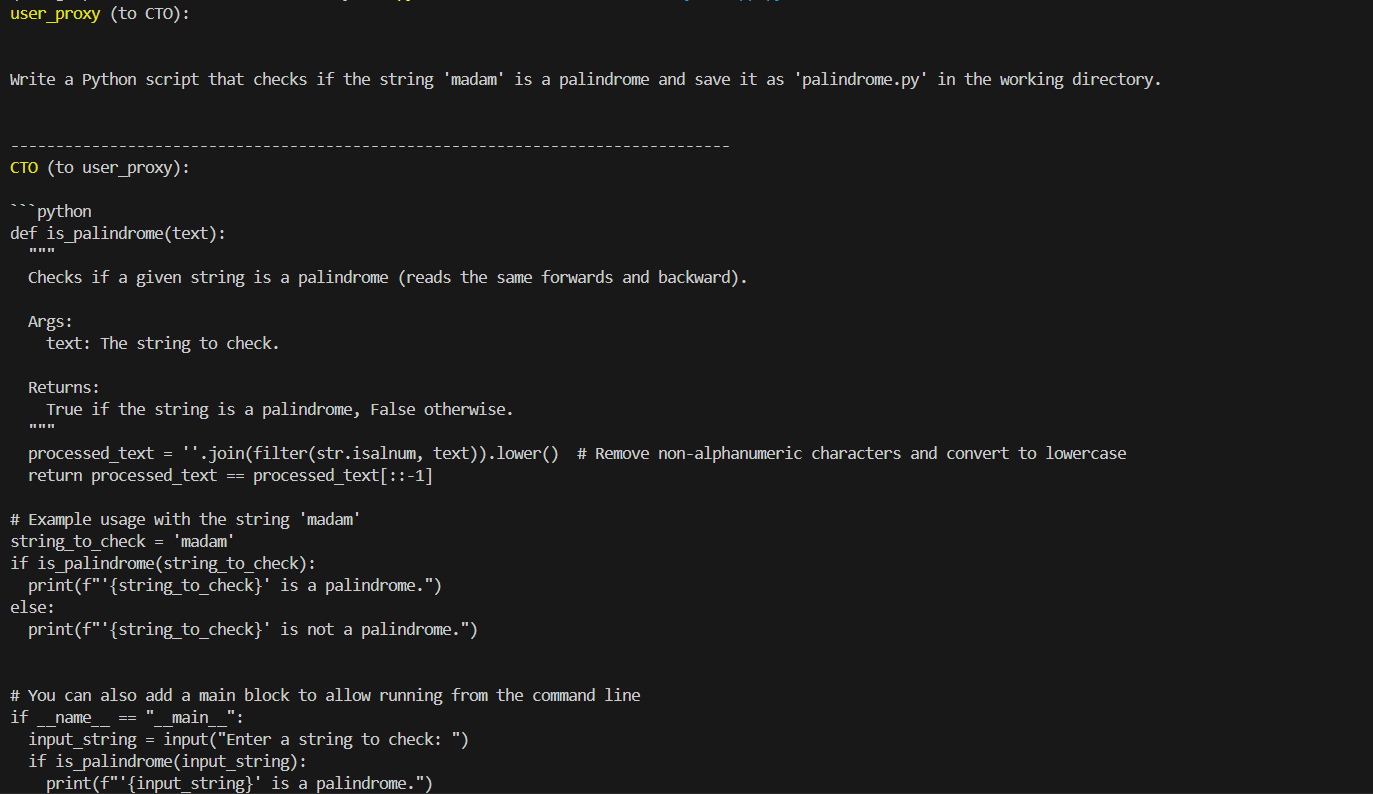 user_proxy (to CTO):
Write a Python script that checks if the string 'madam' is a palindrome and save it as 'palindrome.py' in the working directory.
--------------------------------------------------------------------------------
CTO (to user_proxy):
```python
def is_palindrome(text):
  """
  Checks if a given string is a palindrome (reads the same forwards and backward).
  Args:
    text: The string to check.
  Returns:
    True if the string is a palindrome, False otherwise.
  """
  processed_text = ''.join(filter(str.isalnum, text)).lower()  # Remove non-alphanumeric characters and convert to lowercase
  return processed_text == processed_text[::-1]
# Example usage with the string 'madam'
string_to_check = 'madam'
if is_palindrome(string_to_check):
  print(f"'{string_to_check}' is a palindrome.")
else:
  print(f"'{string_to_check}' is not a palindrome.")
# You can also add a main block to allow running from the command line
if __name__ == "__main__":
  input_string = input("Enter a string to check: ")
  if is_palindrome(input_string):
    print(f"'{input_string}' is a palindrome.")